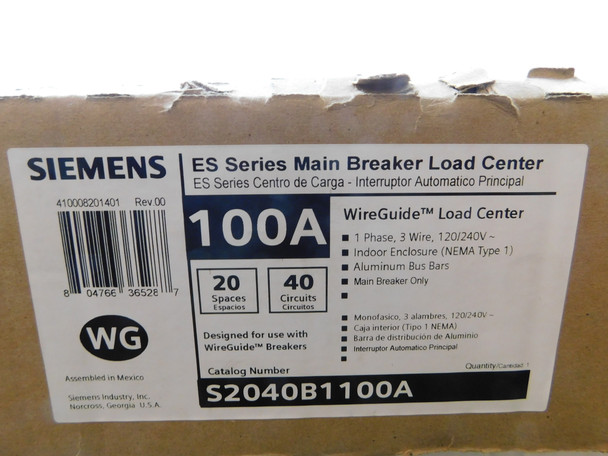 SIEMENS
410008201401 Rev.00
8 04766 36528 7
WG
Assembled in Mexico
Siemens Industry, Inc.
Norcross, Georgia U.S.A.
ES Series Main Breaker Load Center
ES Series Centro de Carga - Interruptor Automatico Principal
100A
20 Spaces Espacios
40 Circuits Circuitos
Designed for use with
WireGuide™ Breakers
WireGuide™ Load Center
1 Phase, 3 Wire, 120/240V ~
Indoor Enclosure (NEMA Type 1)
Aluminum Bus Bars
Main Breaker Only
Monofasico, 3 alambres, 120/240V ~
Caja interior (Tipo 1 NEMA)
Barra de distribución de Aluminio
Interruptor Automatico Principal
Catalog Number
Quantity/Cantidad: 1
S2040B1100A